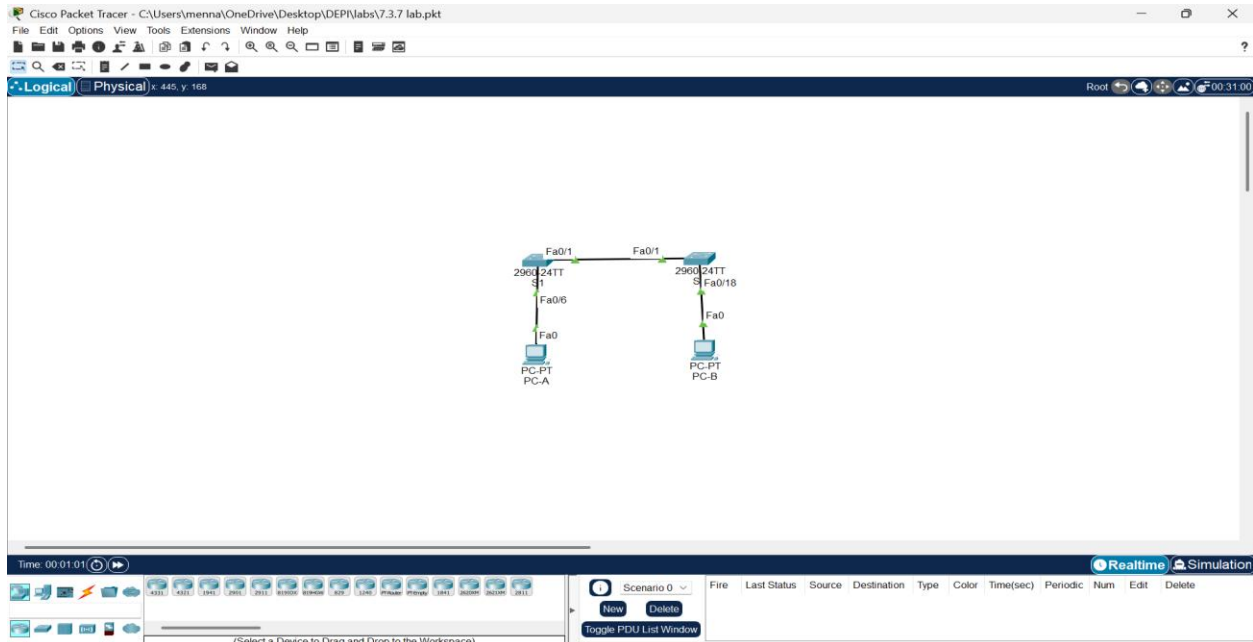 Cisco Packet Tracer - C:\Users\menna\OneDrive\Desktop\DEPI\labs\7.3.7 lab.pkt
File Edit Options View Tools Extensions Window Help
?
Logical Physical x: 445, y: 168 Root 00:31:00
Fa0/1 Fa0/1
2960-24TT 2960-24TT
S1 S Fa0/18
Fa0/6
Fa0
Fa0
PC-PT PC-PT
PC-A PC-B
Time: 00:01:01 Realtime Simulation
Scenario 0 Fire Last Status Source Destination Type Color Time(sec) Periodic Num Edit Delete
4331 4321 1941 2901 2911 819IOX 819HGW 829 1240 PT-Router PT-Empty 1841 2620XM 2621XM 2811
New Delete
Toggle PDU List Window
(Select a Device to Drag and Drop to the Workspace)